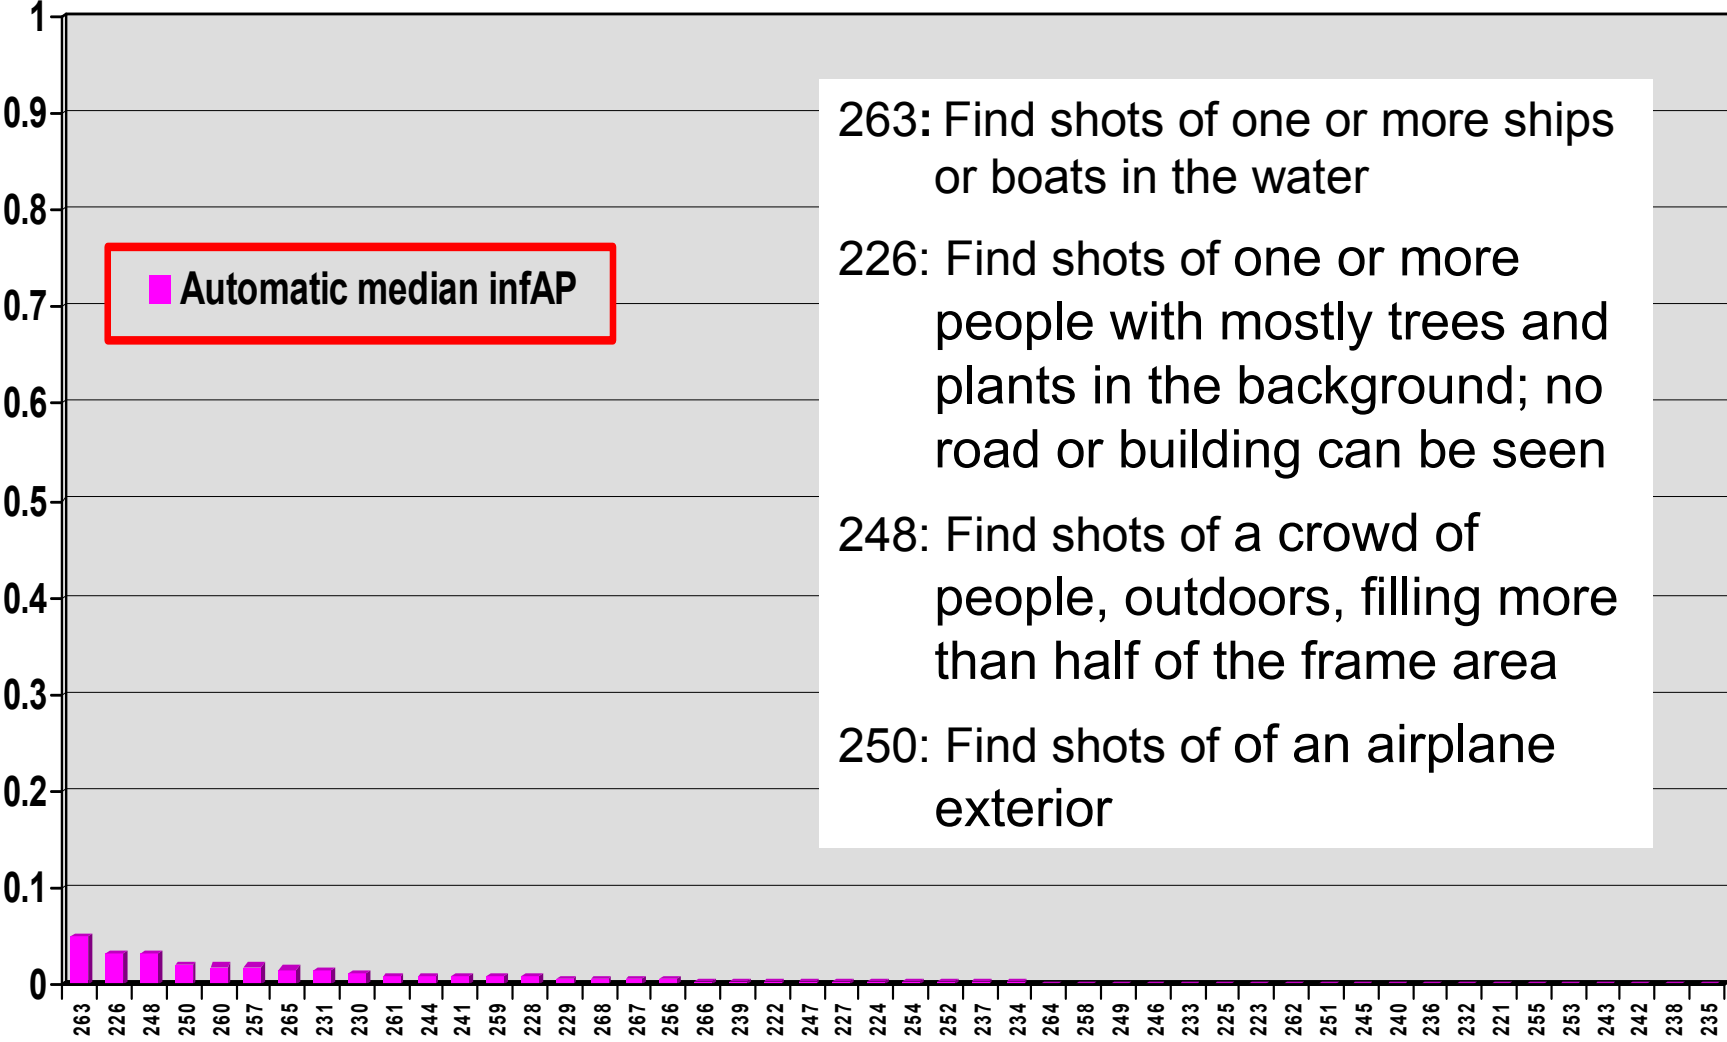 1
0.9
0.8
0.7
0.6
0.5
0.4
0.3
0.2
0.1
0
Automatic median infAP
263: Find shots of one or more ships
or boats in the water
226: Find shots of one or more
people with mostly trees and
plants in the background; no
road or building can be seen
248: Find shots of a crowd of
people, outdoors, filling more
than half of the frame area
250: Find shots of of an airplane
exterior
263 226 248 250 260 257 265 231 230 261 244 241 259 228 229 268 267 256 266 239 222 247 227 224 254 252 237 234 264 258 249 246 233 225 223 262 251 245 240 236 232 221 255 253 243 242 238 235